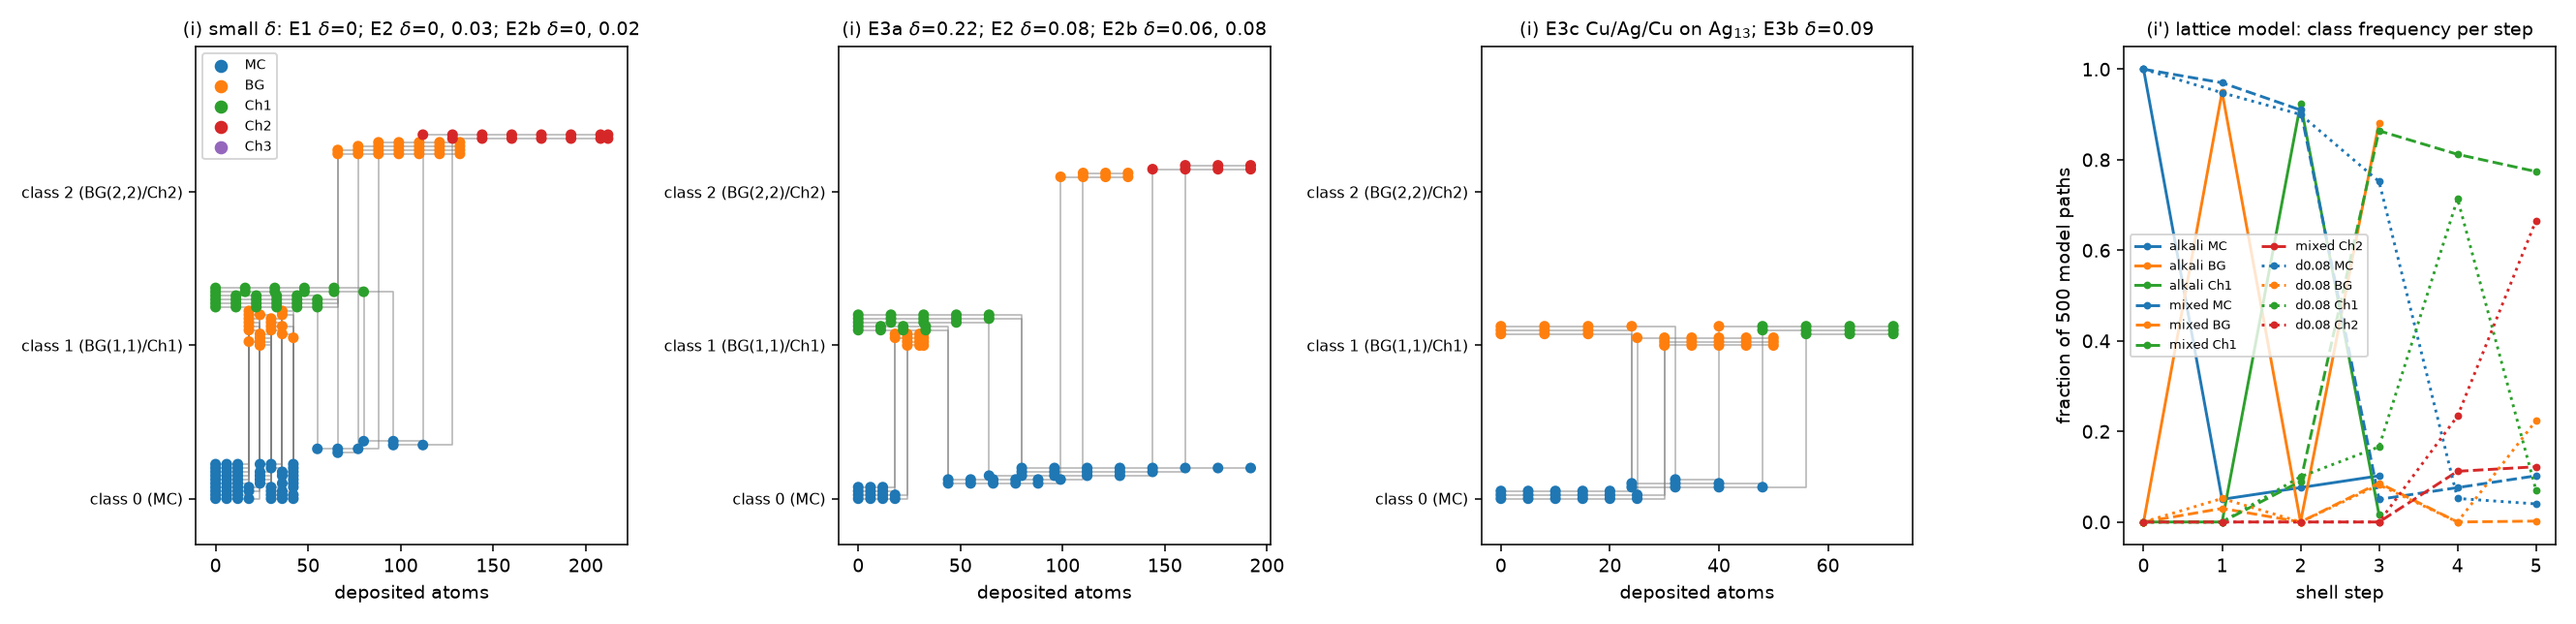 (i) small δ: E1 δ=0; E2 δ=0, 0.03; E2b δ=0, 0.02
MC
BG
Ch1
Ch2
Ch3
class 2 (BG(2,2)/Ch2)
class 1 (BG(1,1)/Ch1)
class 0 (MC)
0 50 100 150 200
deposited atoms
(i) E3a δ=0.22; E2 δ=0.08; E2b δ=0.06, 0.08
class 2 (BG(2,2)/Ch2)
class 1 (BG(1,1)/Ch1)
class 0 (MC)
0 50 100 150 200
deposited atoms
(i) E3c Cu/Ag/Cu on Ag₁₃; E3b δ=0.09
class 2 (BG(2,2)/Ch2)
class 1 (BG(1,1)/Ch1)
class 0 (MC)
0 20 40 60
deposited atoms
(i') lattice model: class frequency per step
fraction of 500 model paths
1.0
0.8
0.6
0.4
0.2
0.0
alkali MC
alkali BG
alkali Ch1
mixed MC
mixed BG
mixed Ch1
mixed Ch2
d0.08 MC
d0.08 BG
d0.08 Ch1
d0.08 Ch2
0 1 2 3 4 5
shell step